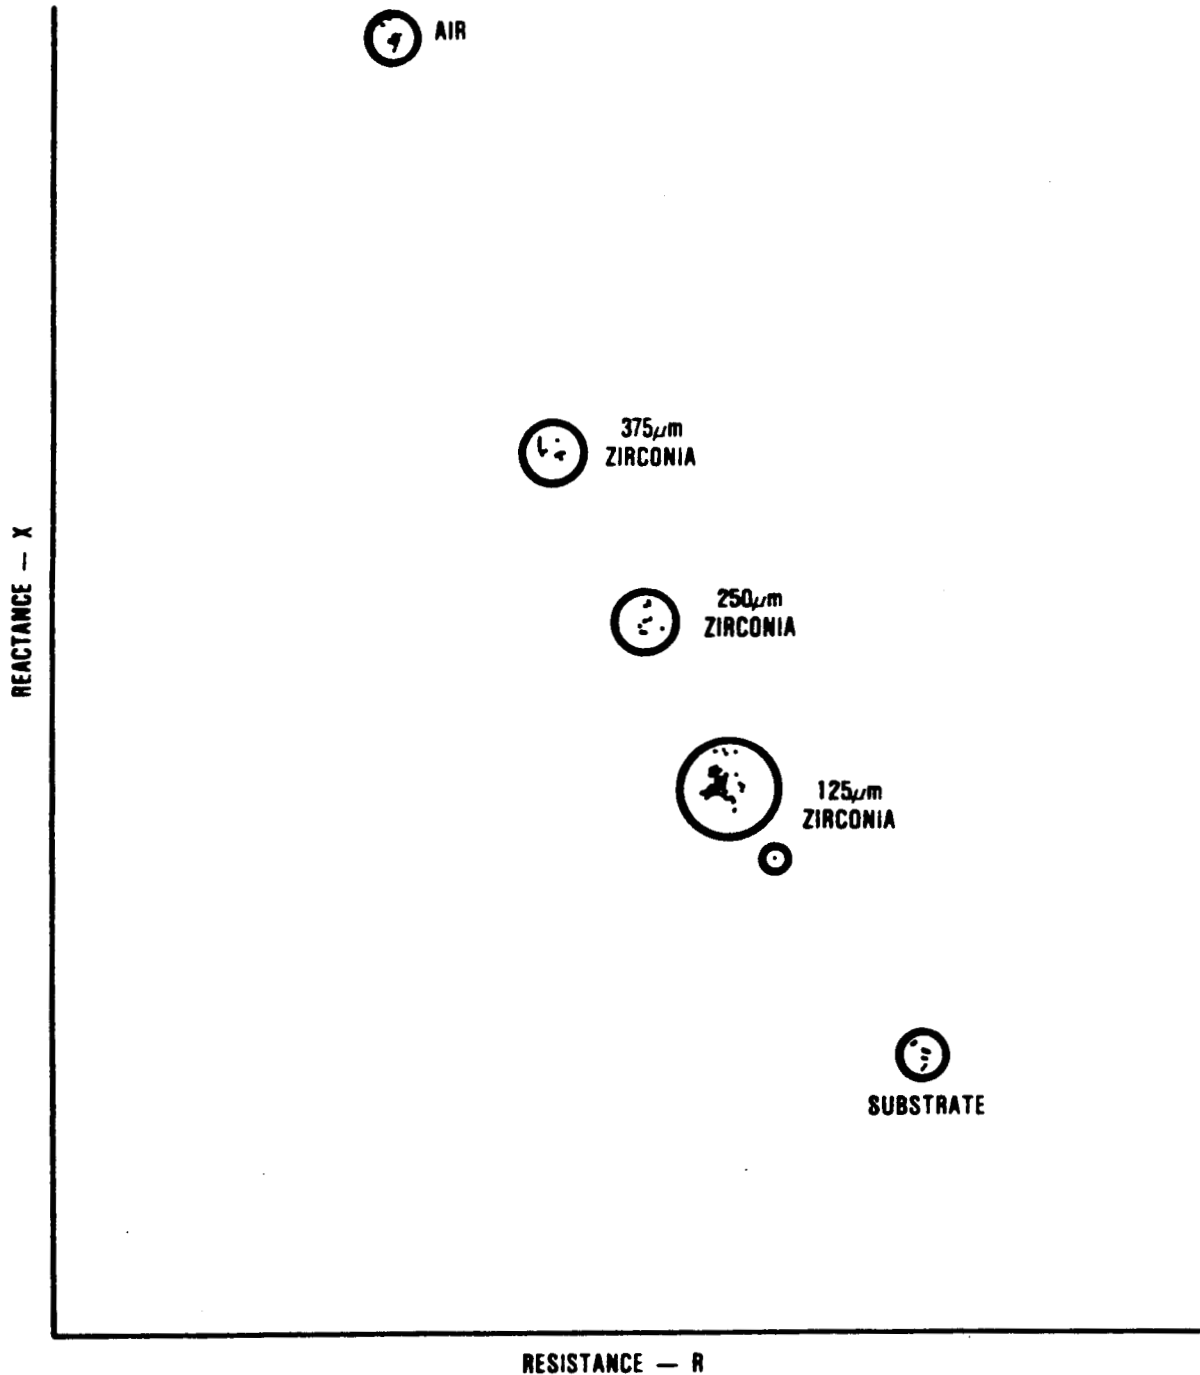 AIR
375μm
ZIRCONIA
250μm
ZIRCONIA
125μm
ZIRCONIA
SUBSTRATE
REACTANCE — X
RESISTANCE — R